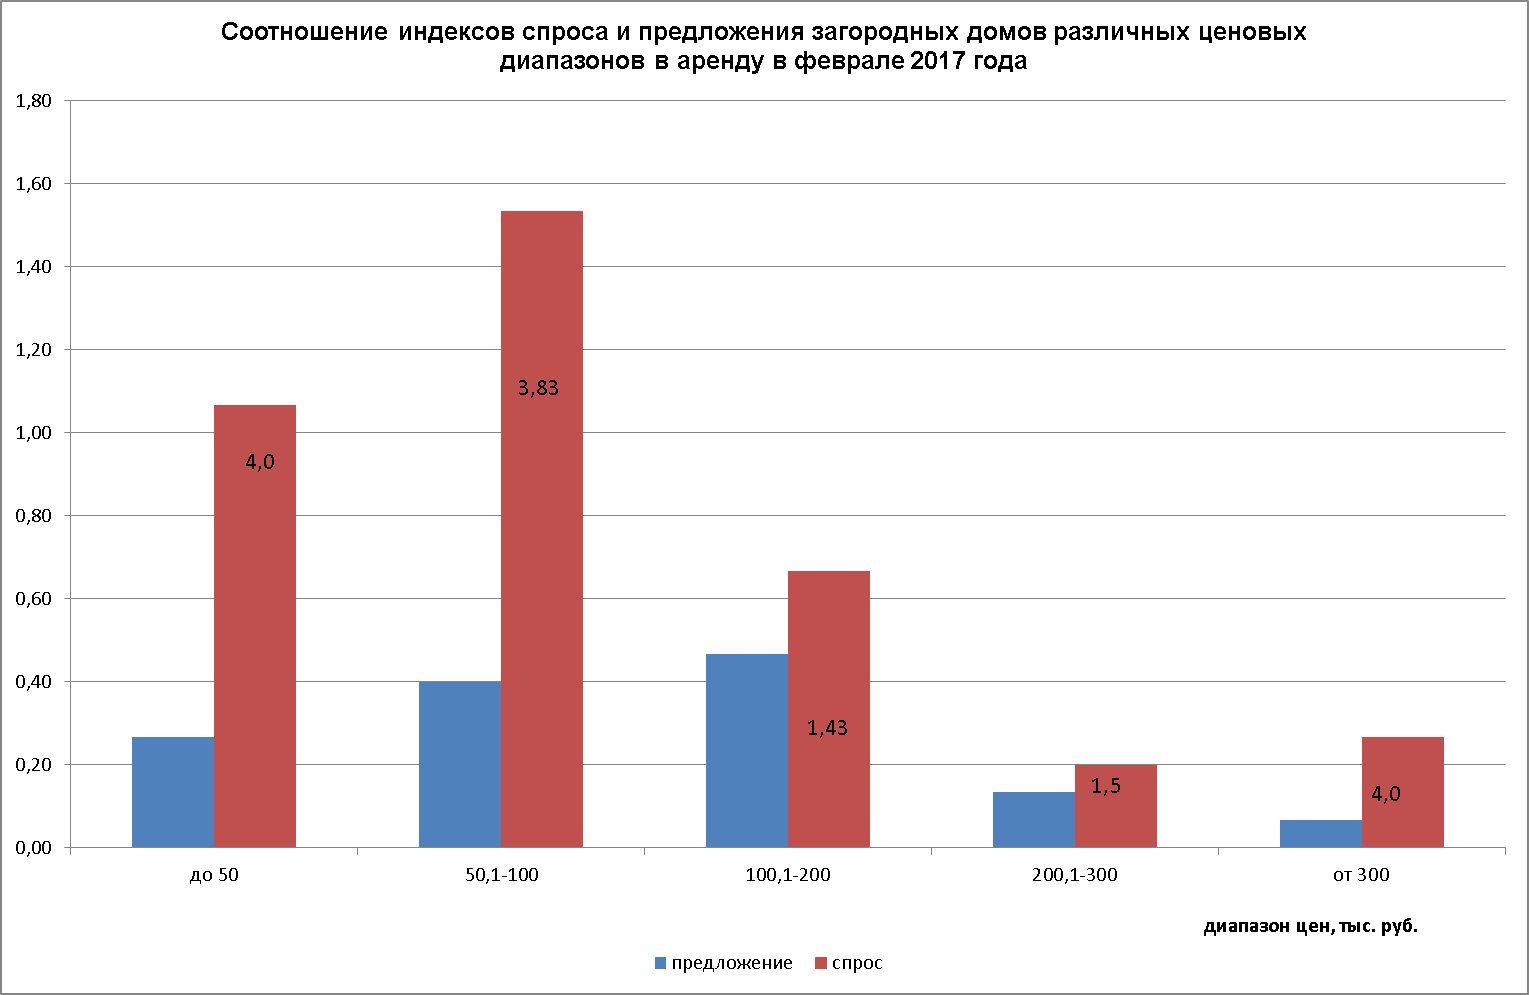 Соотношение индексов спроса и предложения загородных домов различных ценовых
диапазонов в аренду в феврале 2017 года
1,80
1,60
1,40
1,20
1,00
0,80
0,60
0,40
0,20
0,00
4,0
3,83
1,43
1,5
4,0
до 50
50,1-100
100,1-200
200,1-300
от 300
диапазон цен, тыс. руб.
предложение
спрос